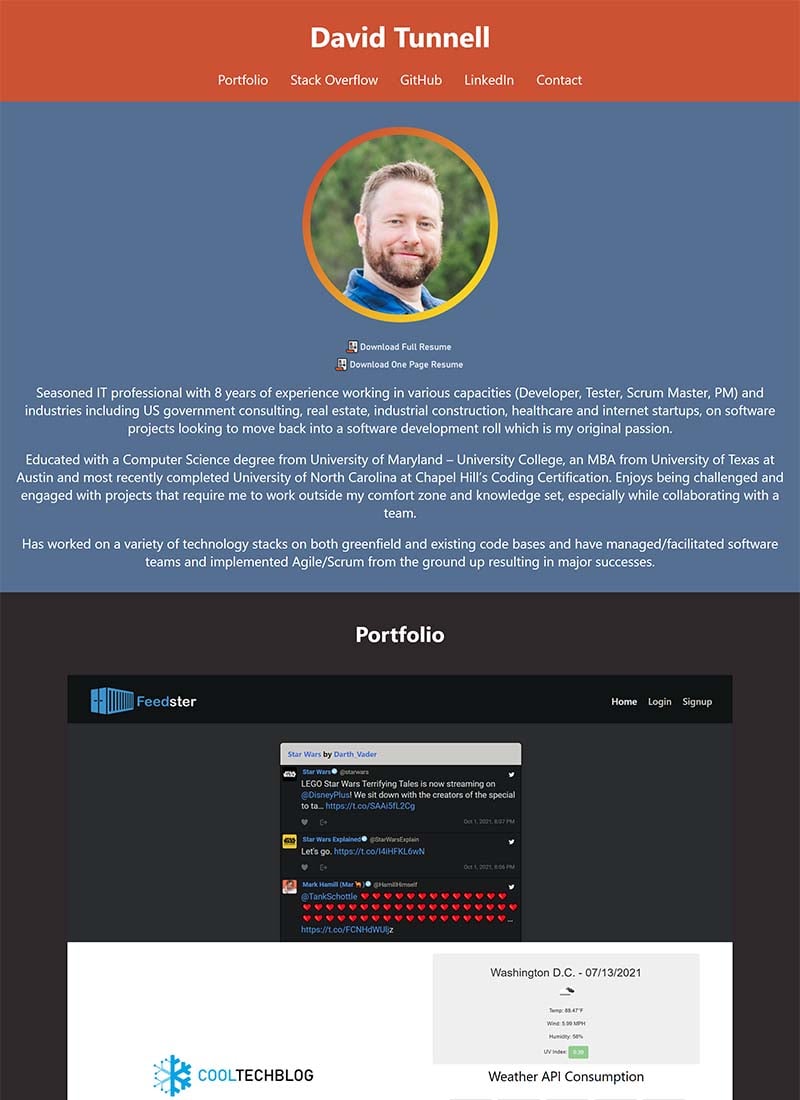 David Tunnell
Portfolio Stack Overflow GitHub LinkedIn Contact
Download Full Resume
Download One Page Resume
Seasoned IT professional with 8 years of experience working in various capacities (Developer, Tester, Scrum Master, PM) and
industries including US government consulting, real estate, industrial construction, healthcare and internet startups, on software
projects looking to move back into a software development roll which is my original passion.
Educated with a Computer Science degree from University of Maryland – University College, an MBA from University of Texas at
Austin and most recently completed University of North Carolina at Chapel Hill’s Coding Certification. Enjoys being challenged and
engaged with projects that require me to work outside my comfort zone and knowledge set, especially while collaborating with a
team.
Has worked on a variety of technology stacks on both greenfield and existing code bases and have managed/facilitated software
teams and implemented Agile/Scrum from the ground up resulting in major successes.
Portfolio
Feedster Home Login Signup
Star Wars by Darth_Vader
Star Wars @starwars
LEGO Star Wars Terrifying Tales is now streaming on
@DisneyPlus! We sit down with the creators of the special
to ta... https://t.co/SAAi5fL2Cg
Oct 1, 2021, 8:07 PM
Star Wars Explained @StarWarsExplain
Let's go. https://t.co/I4iHFKL6wN
Oct 1, 2021, 8:06 PM
Mark Hamill (Mar🐪) @HamillHimself
@TankSchottle ❤❤❤❤❤❤❤❤❤❤❤❤❤
❤❤❤❤❤❤❤❤❤❤❤❤❤❤❤❤❤❤
❤❤❤❤❤❤❤❤❤❤❤❤❤❤❤❤❤...
https://t.co/FCNHdWUljz
Washington D.C. - 07/13/2021
Temp: 88.47°F
Wind: 5.99 MPH
Humidity: 58%
UV Index: 0.39
COOLTECHBLOG
Weather API Consumption